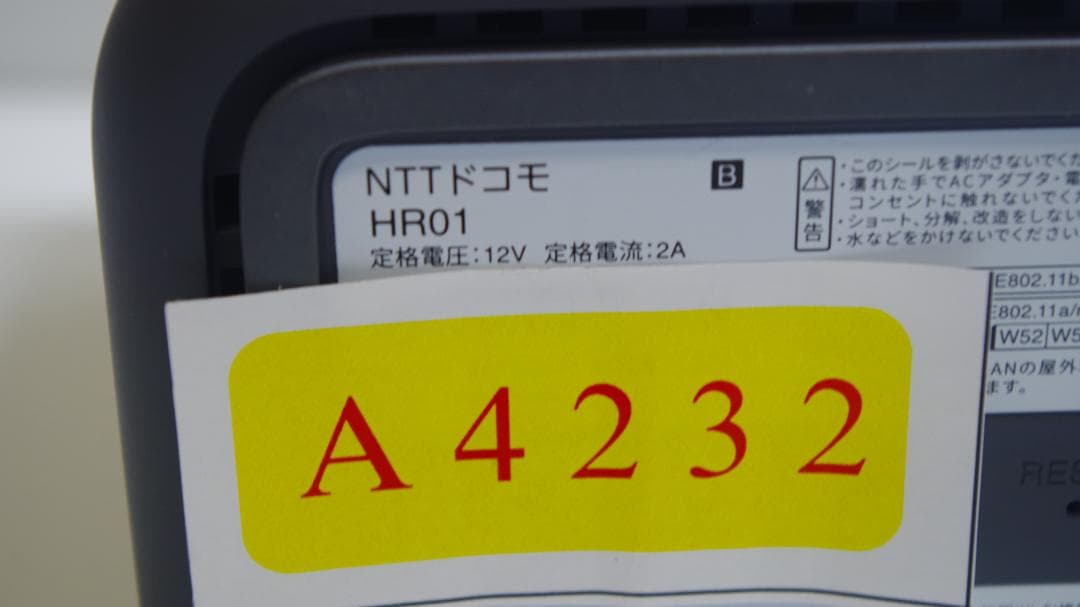 NTTドコモ
B
HR01
定格電圧:12V 定格電流:2A
警告
・このシールを剥がさないでくだ
・濡れた手でACアダプタ・電
コンセントに触れないでくだ
・ショート、分解、改造をしない
・水などをかけないでください
E802.11b
E802.11a/n
W52 W5
ANの屋外
ます。
A4232
RES